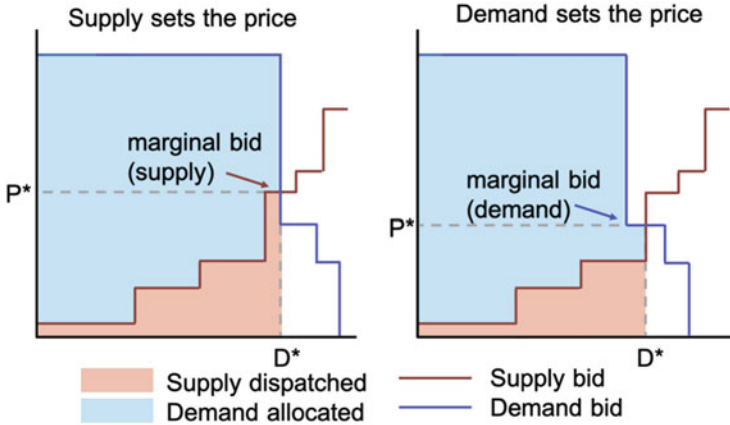 Supply sets the price
Demand sets the price
marginal bid
(supply)
P*
D*
marginal bid
(demand)
P*
D*
Supply dispatched
Demand allocated
Supply bid
Demand bid